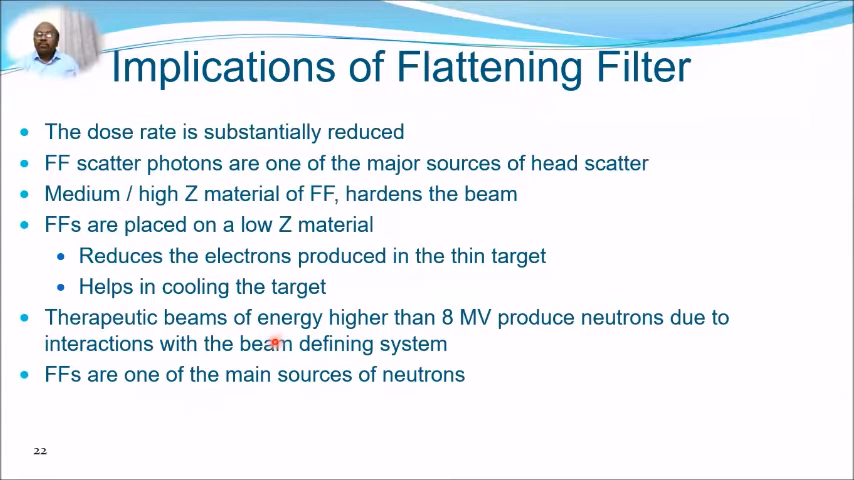 Implications of Flattening Filter
The dose rate is substantially reduced
FF scatter photons are one of the major sources of head scatter
Medium / high Z material of FF, hardens the beam
FFs are placed on a low Z material
Reduces the electrons produced in the thin target
Helps in cooling the target
Therapeutic beams of energy higher than 8 MV produce neutrons due to
interactions with the beam defining system
FFs are one of the main sources of neutrons
22